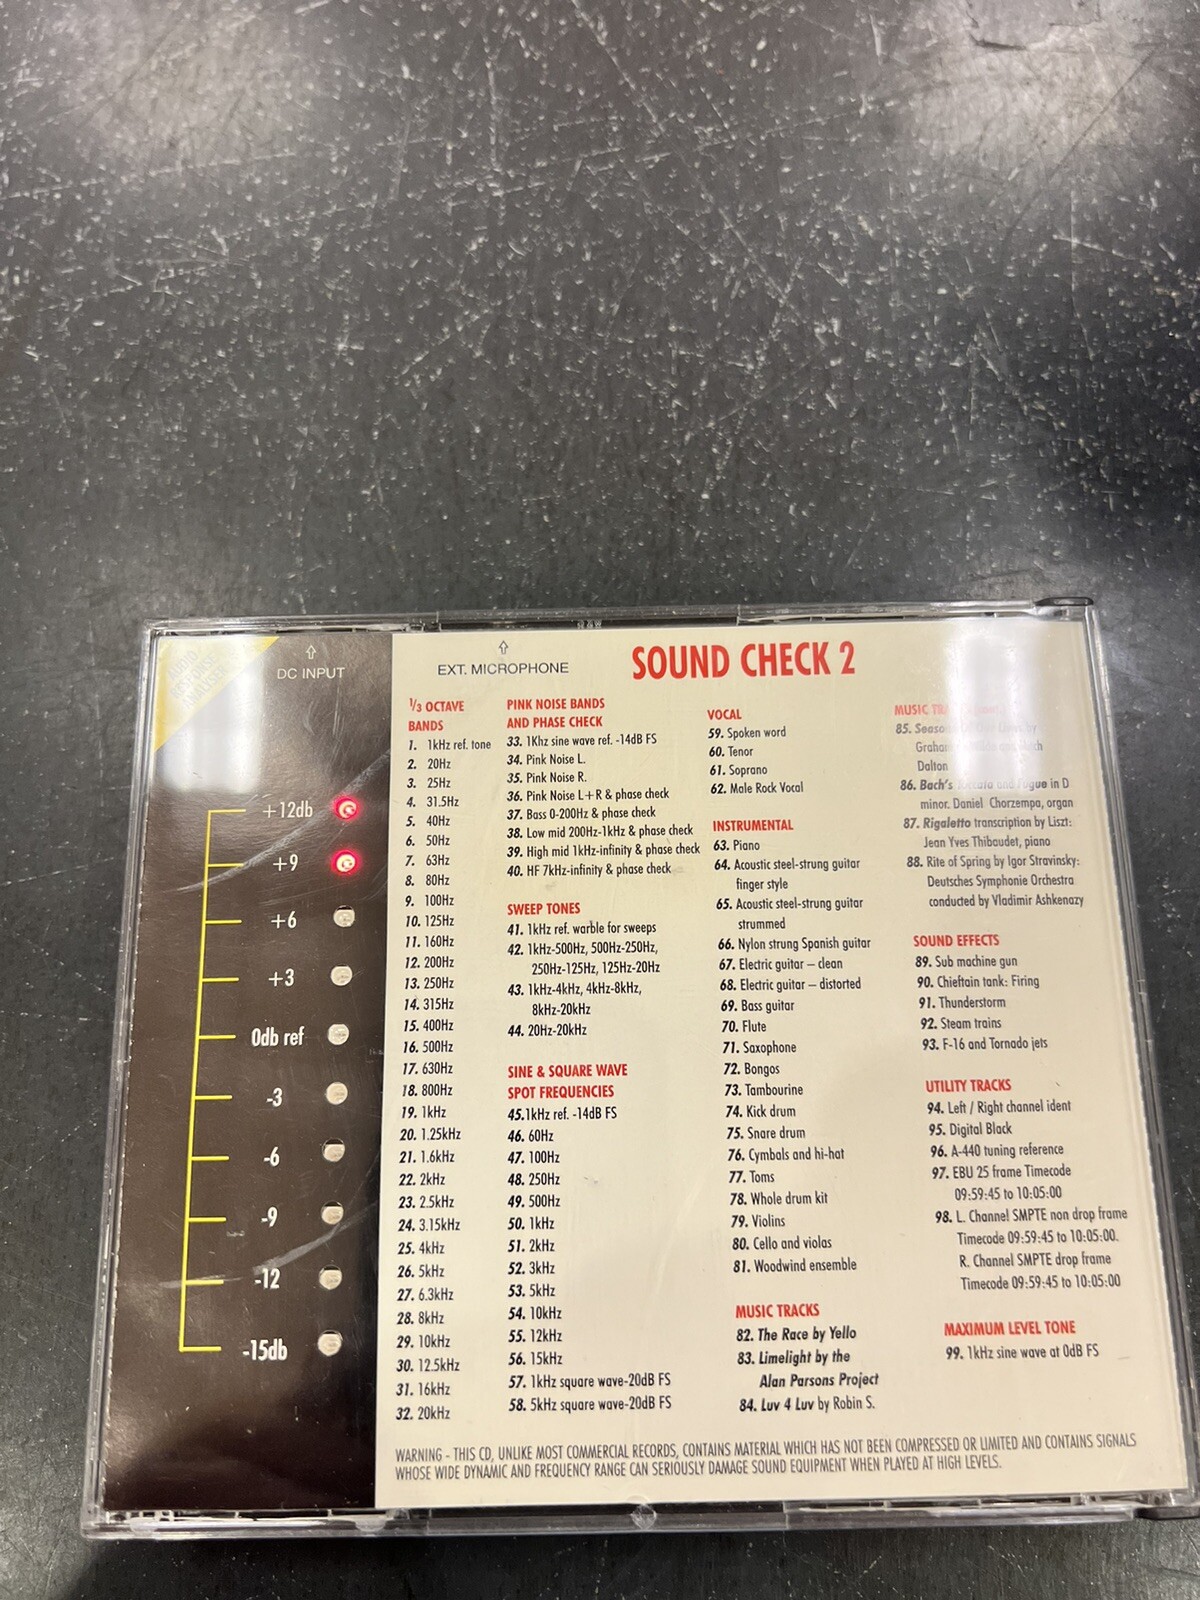 AUDIO
RESPONSE
ANALYSER
DC INPUT
+12db
+9
+6
+3
0db ref
-3
-6
-9
-12
-15db
EXT. MICROPHONE
SOUND CHECK 2
1/3 OCTAVE
BANDS
1. 1kHz ref. tone
2. 20Hz
3. 25Hz
4. 31.5Hz
5. 40Hz
6. 50Hz
7. 63Hz
8. 80Hz
9. 100Hz
10. 125Hz
11. 160Hz
12. 200Hz
13. 250Hz
14. 315Hz
15. 400Hz
16. 500Hz
17. 630Hz
18. 800Hz
19. 1kHz
20. 1.25kHz
21. 1.6kHz
22. 2kHz
23. 2.5kHz
24. 3.15kHz
25. 4kHz
26. 5kHz
27. 6.3kHz
28. 8kHz
29. 10kHz
30. 12.5kHz
31. 16kHz
32. 20kHz
PINK NOISE BANDS
AND PHASE CHECK
33. 1Khz sine wave ref. -14dB FS
34. Pink Noise L.
35. Pink Noise R.
36. Pink Noise L+R & phase check
37. Bass 0-200Hz & phase check
38. Low mid 200Hz-1kHz & phase check
39. High mid 1kHz-infinity & phase check
40. HF 7kHz-infinity & phase check
SWEEP TONES
41. 1kHz ref. warble for sweeps
42. 1kHz-500Hz, 500Hz-250Hz,
250Hz-125Hz, 125Hz-20Hz
43. 1kHz-4kHz, 4kHz-8kHz,
8kHz-20kHz
44. 20Hz-20kHz
SINE & SQUARE WAVE
SPOT FREQUENCIES
45.1kHz ref. -14dB FS
46. 60Hz
47. 100Hz
48. 250Hz
49. 500Hz
50. 1kHz
51. 2kHz
52. 3kHz
53. 5kHz
54. 10kHz
55. 12kHz
56. 15kHz
57. 1kHz square wave-20dB FS
58. 5kHz square wave-20dB FS
VOCAL
59. Spoken word
60. Tenor
61. Soprano
62. Male Rock Vocal
INSTRUMENTAL
63. Piano
64. Acoustic steel-strung guitar
finger style
65. Acoustic steel-strung guitar
strummed
66. Nylon strung Spanish guitar
67. Electric guitar – clean
68. Electric guitar – distorted
69. Bass guitar
70. Flute
71. Saxophone
72. Bongos
73. Tambourine
74. Kick drum
75. Snare drum
76. Cymbals and hi-hat
77. Toms
78. Whole drum kit
79. Violins
80. Cello and violas
81. Woodwind ensemble
MUSIC TRACKS
82. The Race by Yello
83. Limelight by the
Alan Parsons Project
84. Luv 4 Luv by Robin S.
MUSIC
85. by
Dalton
86. Bach's Toccata and Fugue in D
minor. Daniel Chorzempa, organ
87. Rigaletto transcription by Liszt:
Jean Yves Thibaudet, piano
88. Rite of Spring by Igor Stravinsky:
Deutsches Symphonie Orchestra
conducted by Vladimir Ashkenazy
SOUND EFFECTS
89. Sub machine gun
90. Chieftain tank: Firing
91. Thunderstorm
92. Steam trains
93. F-16 and Tornado jets
UTILITY TRACKS
94. Left / Right channel ident
95. Digital Black
96. A-440 tuning reference
97. EBU 25 frame Timecode
09:59:45 to 10:05:00
98. L. Channel SMPTE non drop frame
Timecode 09:59:45 to 10:05:00.
R. Channel SMPTE drop frame
Timecode 09:59:45 to 10:05:00
MAXIMUM LEVEL TONE
99. 1kHz sine wave at 0dB FS
WARNING - THIS CD, UNLIKE MOST COMMERCIAL RECORDS, CONTAINS MATERIAL WHICH HAS NOT BEEN COMPRESSED OR LIMITED AND CONTAINS SIGNALS
WHOSE WIDE DYNAMIC AND FREQUENCY RANGE CAN SERIOUSLY DAMAGE SOUND EQUIPMENT WHEN PLAYED AT HIGH LEVELS.